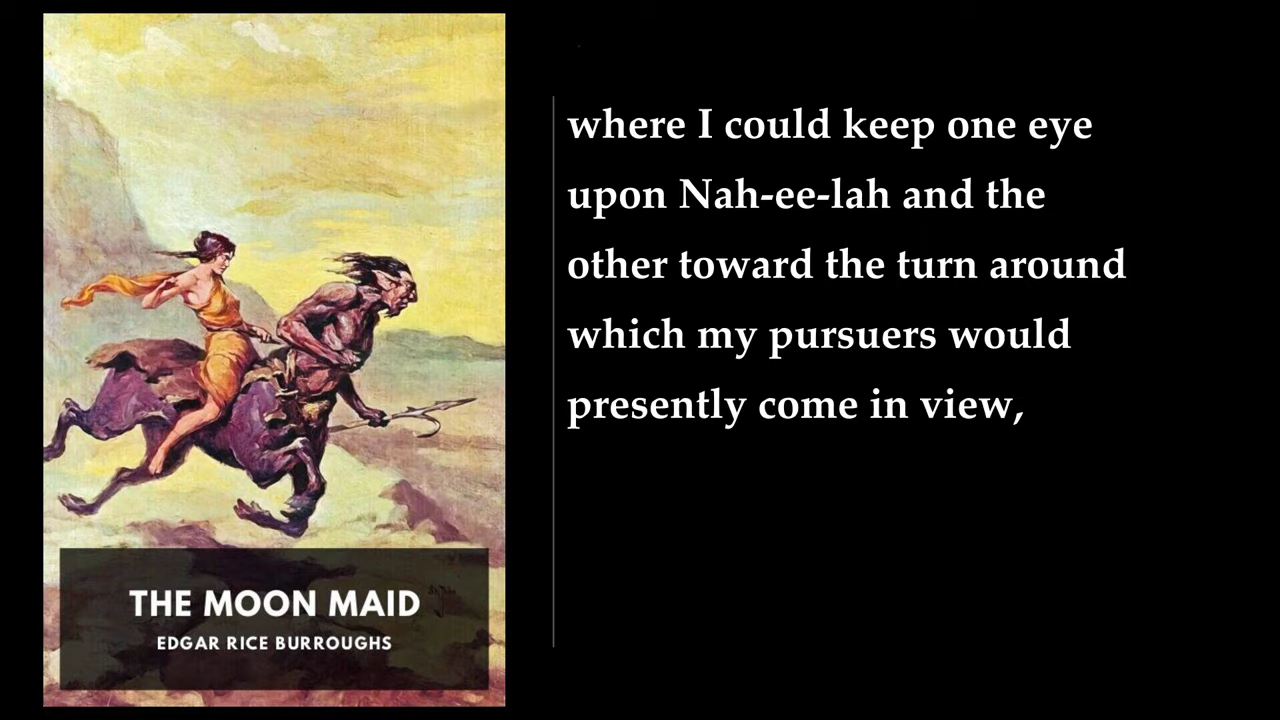 where I could keep one eye
upon Nah-ee-lah and the
other toward the turn around
which my pursuers would
presently come in view,
THE MOON MAID
EDGAR RICE BURROUGHS